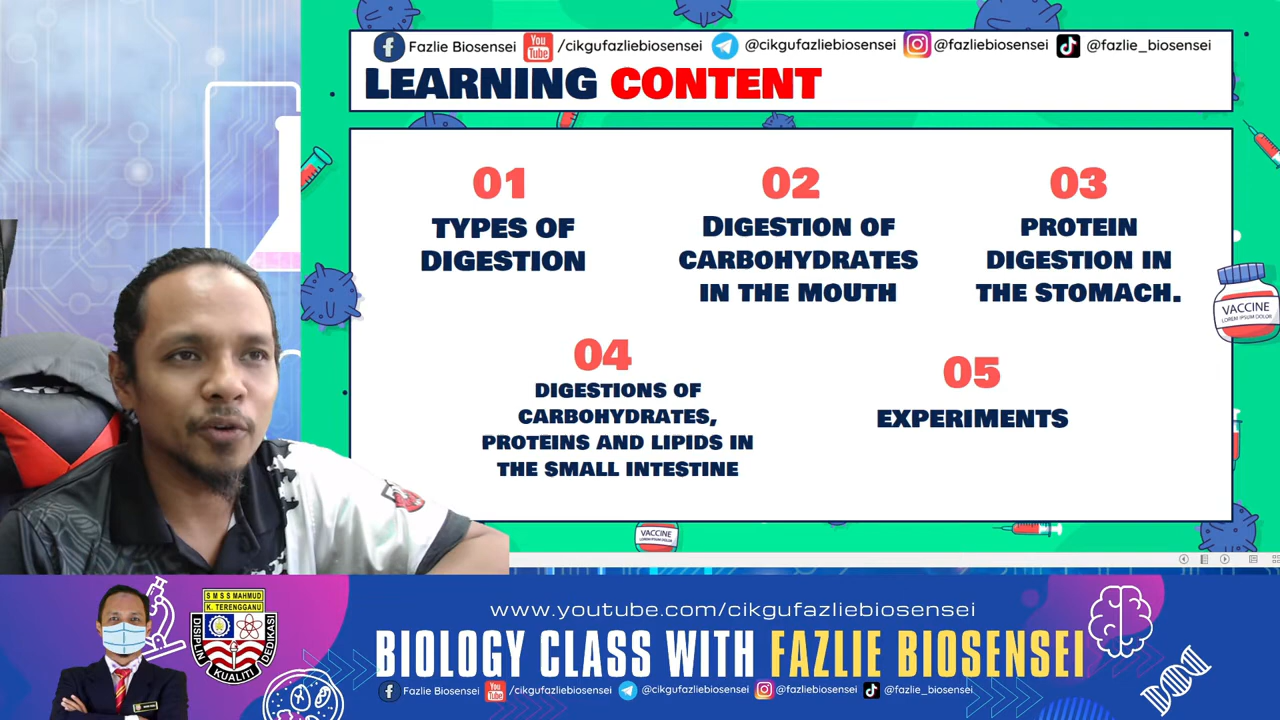 Fazlie Biosensei /cikgufazliebiosensei @cikgufazliebiosensei @fazliebiosensei @fazlie_biosensei
LEARNING CONTENT
01
TYPES OF
DIGESTION
02
DIGESTION OF
CARBOHYDRATES
IN THE MOUTH
03
PROTEIN
DIGESTION IN
THE STOMACH.
04
DIGESTIONS OF
CARBOHYDRATES,
PROTEINS AND LIPIDS IN
THE SMALL INTESTINE
05
EXPERIMENTS
VACCINE
LOREM IPSUM DOLOR
VACCINE
S M S S MAHMUD
K. TERENGGANU
DISIPLIN
KUALITI
DEDIKASI
www.youtube.com/cikgufazliebiosensei
BIOLOGY CLASS WITH FAZLIE BIOSENSEI
Fazlie Biosensei /cikgufazliebiosensei @cikgufazliebiosensei @fazliebiosensei @fazlie_biosensei